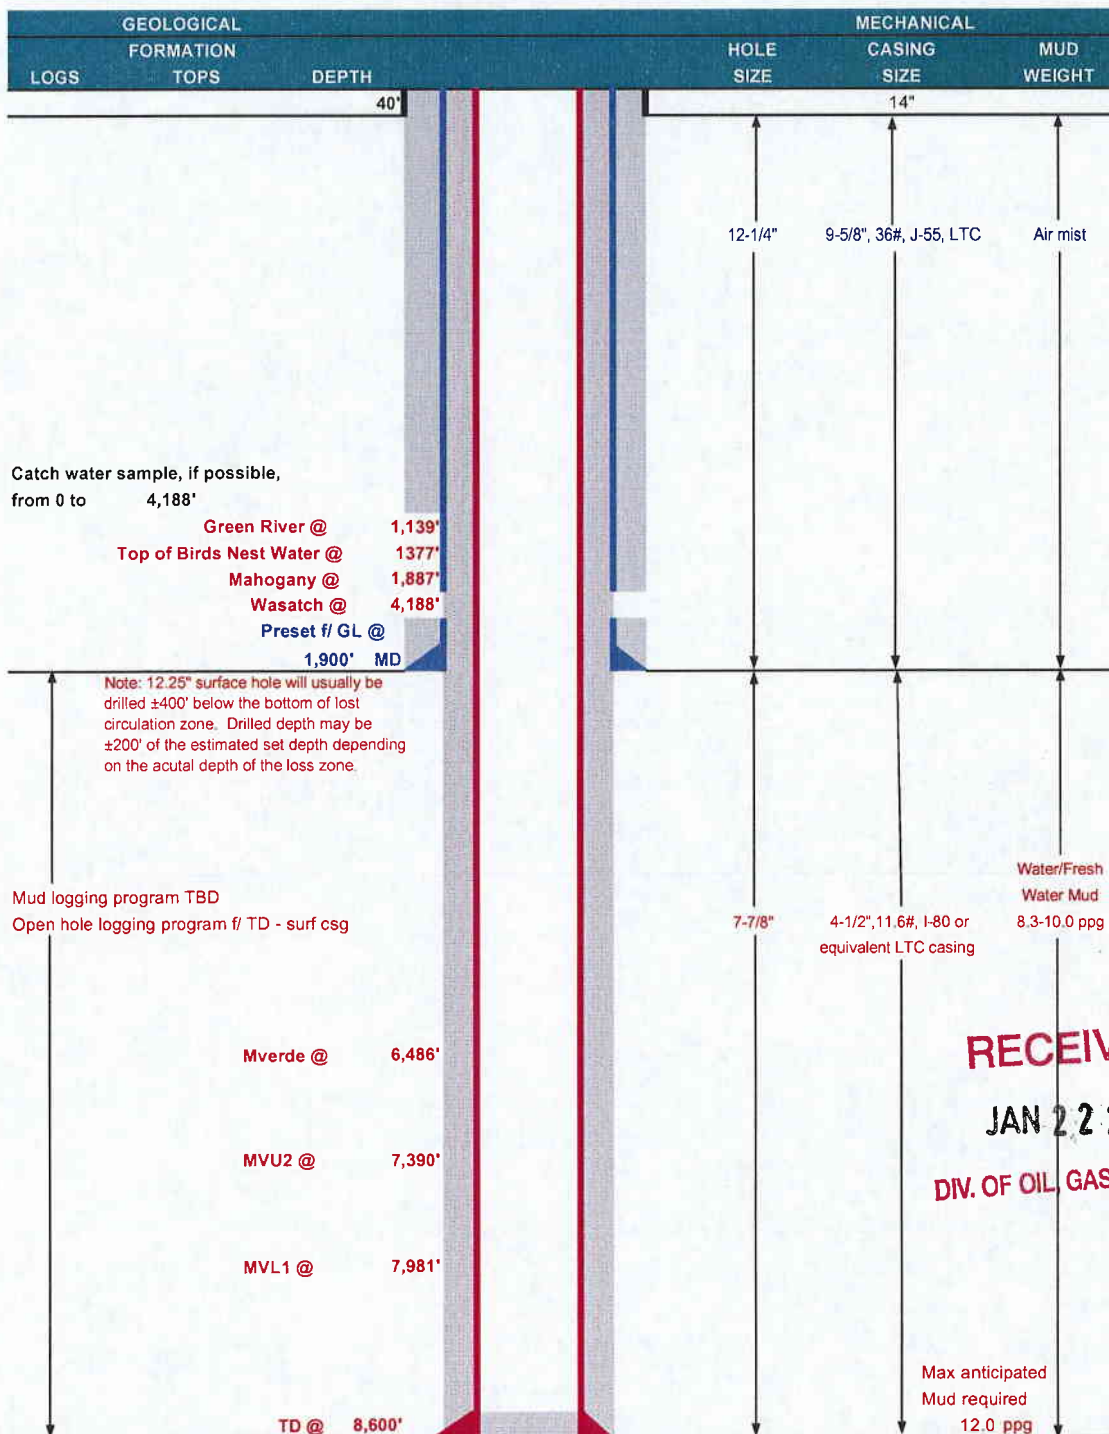 GEOLOGICAL MECHANICAL
FORMATION HOLE CASING MUD
LOGS TOPS DEPTH SIZE SIZE WEIGHT
40' 14"
12-1/4" 9-5/8", 36#, J-55, LTC Air mist
Catch water sample, if possible,
from 0 to 4,188'
Green River @ 1,139'
Top of Birds Nest Water @ 1377'
Mahogany @ 1,887'
Wasatch @ 4,188'
Preset f/ GL @
1,900' MD
Note: 12.25" surface hole will usually be
drilled ±400' below the bottom of lost
circulation zone. Drilled depth may be
±200' of the estimated set depth depending
on the acutal depth of the loss zone.
Water/Fresh
Mud logging program TBD Water Mud
Open hole logging program f/ TD - surf csg 7-7/8" 4-1/2", 11.6#, I-80 or 8.3-10.0 ppg
equivalent LTC casing
RECEIV
Mverde @ 6,486'
JAN 22
MVU2 @ 7,390'
DIV. OF OIL, GAS
MVL1 @ 7,981'
Max anticipated
Mud required
TD @ 8,600' 12.0 ppg